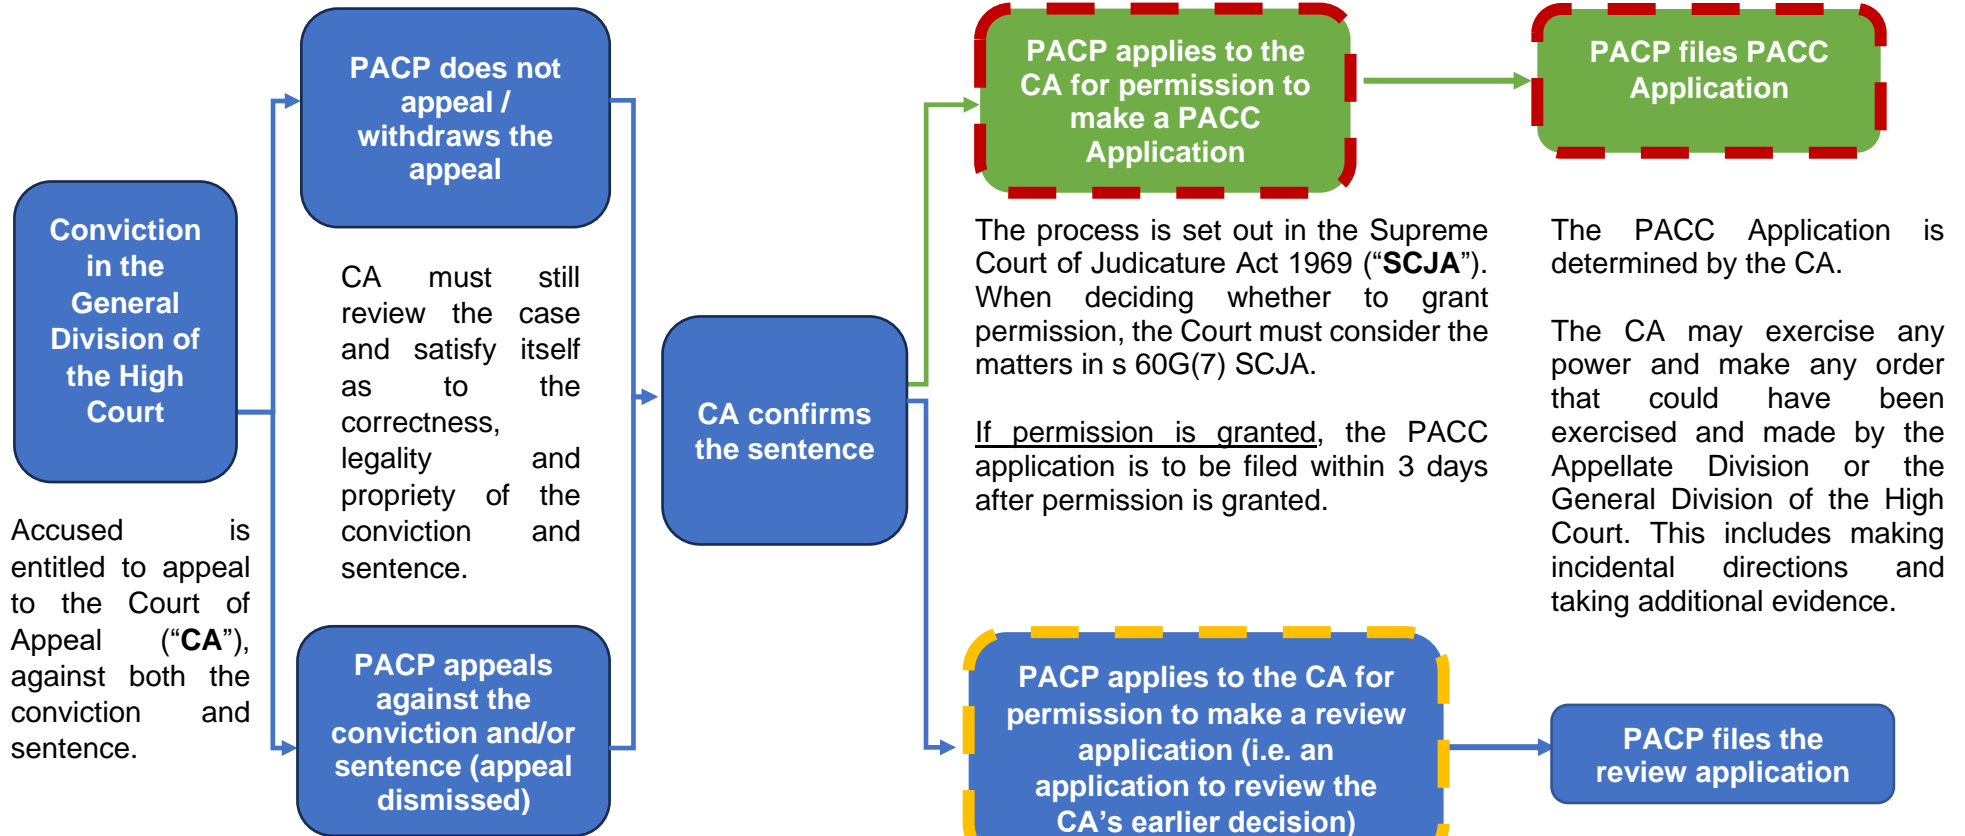 Conviction
in the
General
Division of
the High
Court
Accused is
entitled to appeal
to the Court of
Appeal (“CA”),
against both the
conviction and
sentence.
PACP does not
appeal /
withdraws the
appeal
CA must still
review the case
and satisfy itself
as to the
correctness,
legality and
propriety of the
conviction and
sentence.
PACP appeals
against the
conviction and/or
sentence (appeal
dismissed)
CA confirms
the sentence
PACP applies to the
CA for permission to
make a PACC
Application
The process is set out in the Supreme
Court of Judicature Act 1969 (“SCJA”).
When deciding whether to grant
permission, the Court must consider the
matters in s 60G(7) SCJA.
If permission is granted, the PACC
application is to be filed within 3 days
after permission is granted.
PACP files PACC
Application
The PACC Application is
determined by the CA.
The CA may exercise any
power and make any order
that could have been
exercised and made by the
Appellate Division or the
General Division of the High
Court. This includes making
incidental directions and
taking additional evidence.
PACP applies to the CA for
permission to make a review
application (i.e. an
application to review the
CA’s earlier decision)
PACP files the
review application